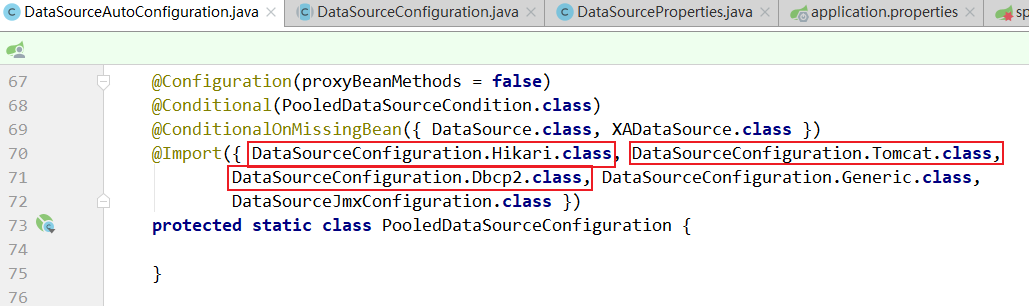 DataSourceAutoConfiguration.java × DataSourceConfiguration.java × DataSourceProperties.java × application.properties × sp
67 @Configuration(proxyBeanMethods = false)
68 @Conditional(PooledDataSourceCondition.class)
69 @ConditionalOnMissingBean({ DataSource.class, XADataSource.class })
70 @Import({ DataSourceConfiguration.Hikari.class, DataSourceConfiguration.Tomcat.class,
71 DataSourceConfiguration.Dbcp2.class, DataSourceConfiguration.Generic.class,
72 DataSourceJmxConfiguration.class })
73 protected static class PooledDataSourceConfiguration {
74
75 }
76